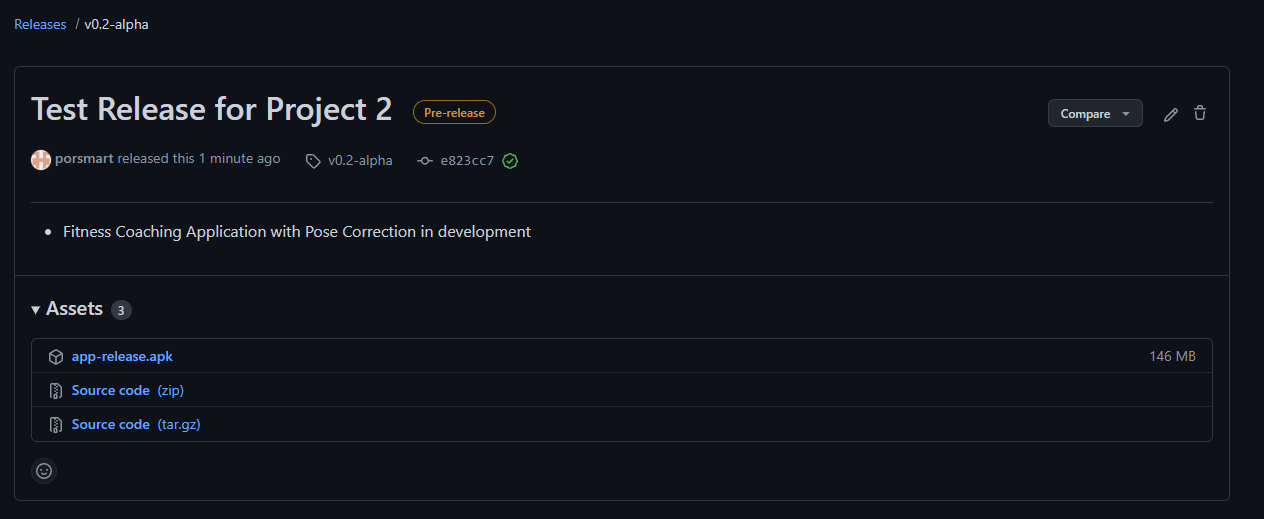 Releases / v0.2-alpha
Test Release for Project 2 Pre-release Compare
porsmart released this 1 minute ago v0.2-alpha e823cc7
• Fitness Coaching Application with Pose Correction in development
Assets 3
app-release.apk 146 MB
Source code (zip)
Source code (tar.gz)